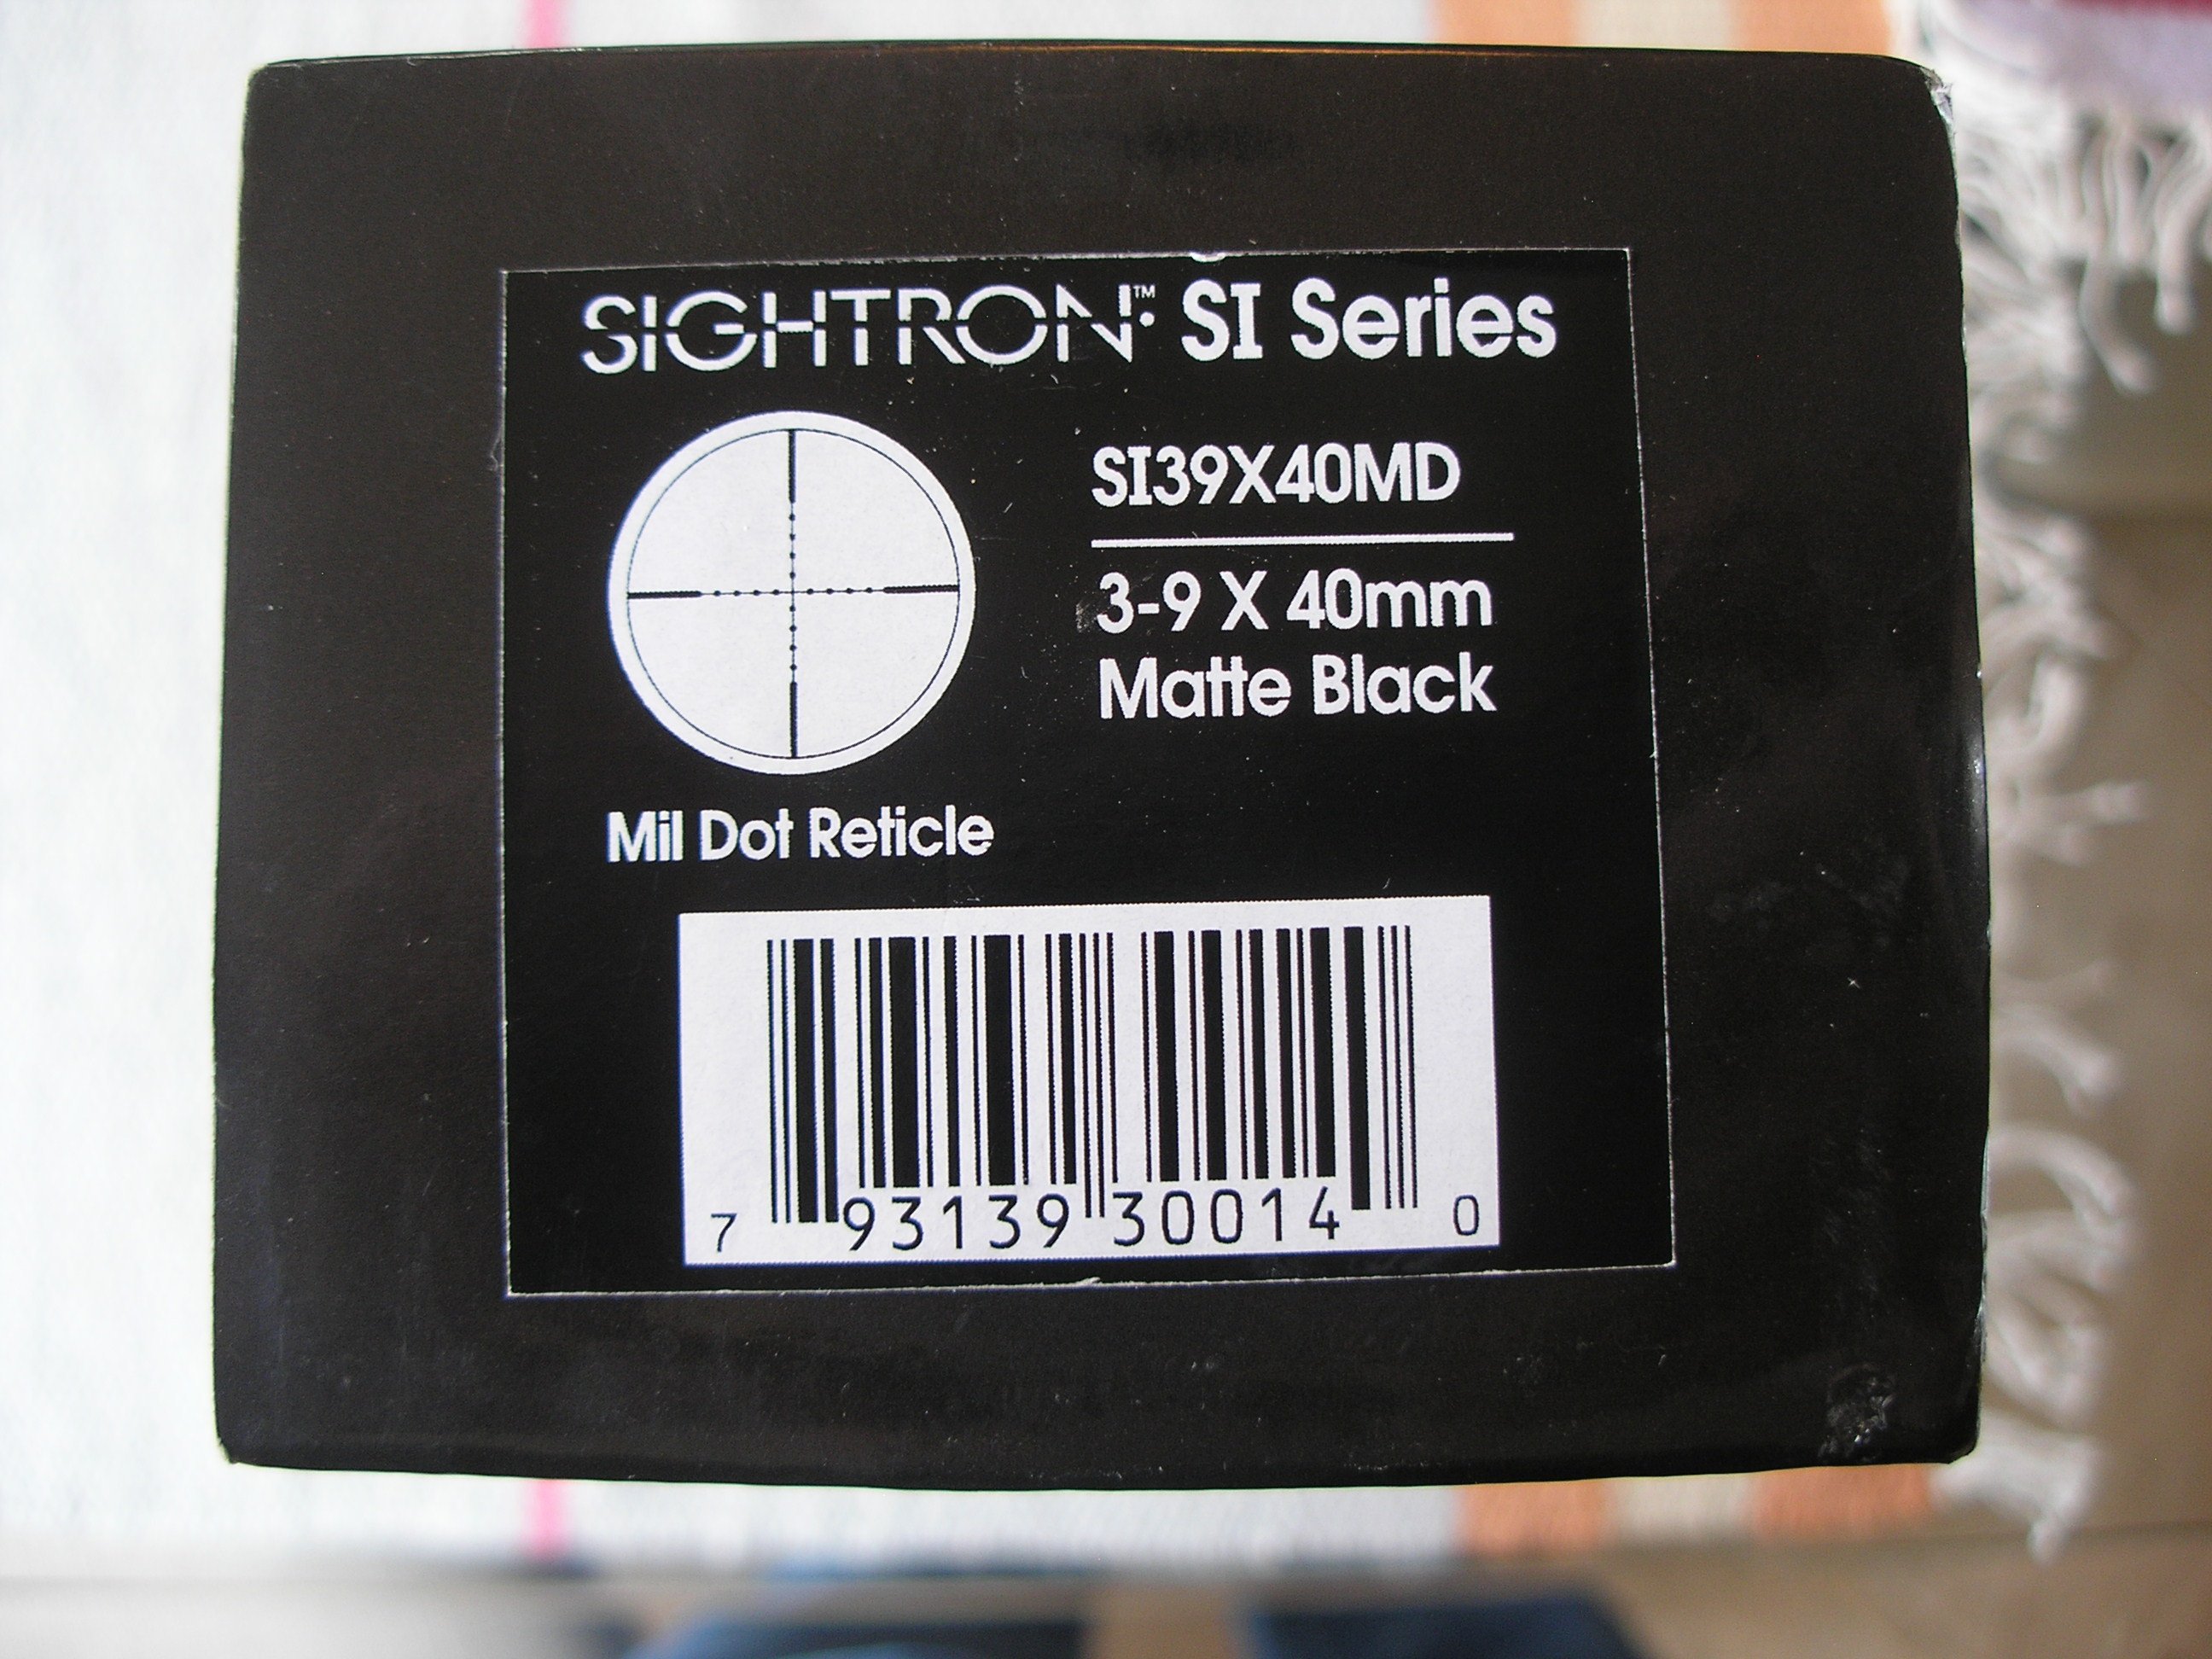 SIGHTRON™ SI Series
SI39X40MD
3-9 X 40mm
Matte Black
Mil Dot Reticle
7 93139 30014 0